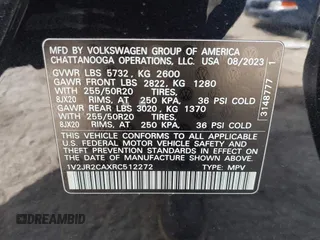 MFD BY VOLKSWAGEN GROUP OF AMERICA
CHATTANOOGA OPERATIONS, LLC. USA 08/2023
GVWR LBS 5732, KG 2600
GAWR FRONT LBS 2822, KG 1280
WITH 255/50R20 TIRES,
8JX20 RIMS, AT 250 KPA, 36 PSI COLD
GAWR REAR LBS 3020, KG 1370
WITH 255/50R20 TIRES,
8JX20 RIMS, AT 250 KPA, 36 PSI COLD
THIS VEHICLE CONFORMS TO ALL APPLICABLE
U.S. FEDERAL MOTOR VEHICLE SAFETY AND
THEFT PREVENTION STANDARDS IN EFFECT ON
THE DATE OF MANUFACTURE SHOWN ABOVE.
1V2JR2CAXRC512272 TYPE: MPV
3148777 1
© AUTOBIDMASTER